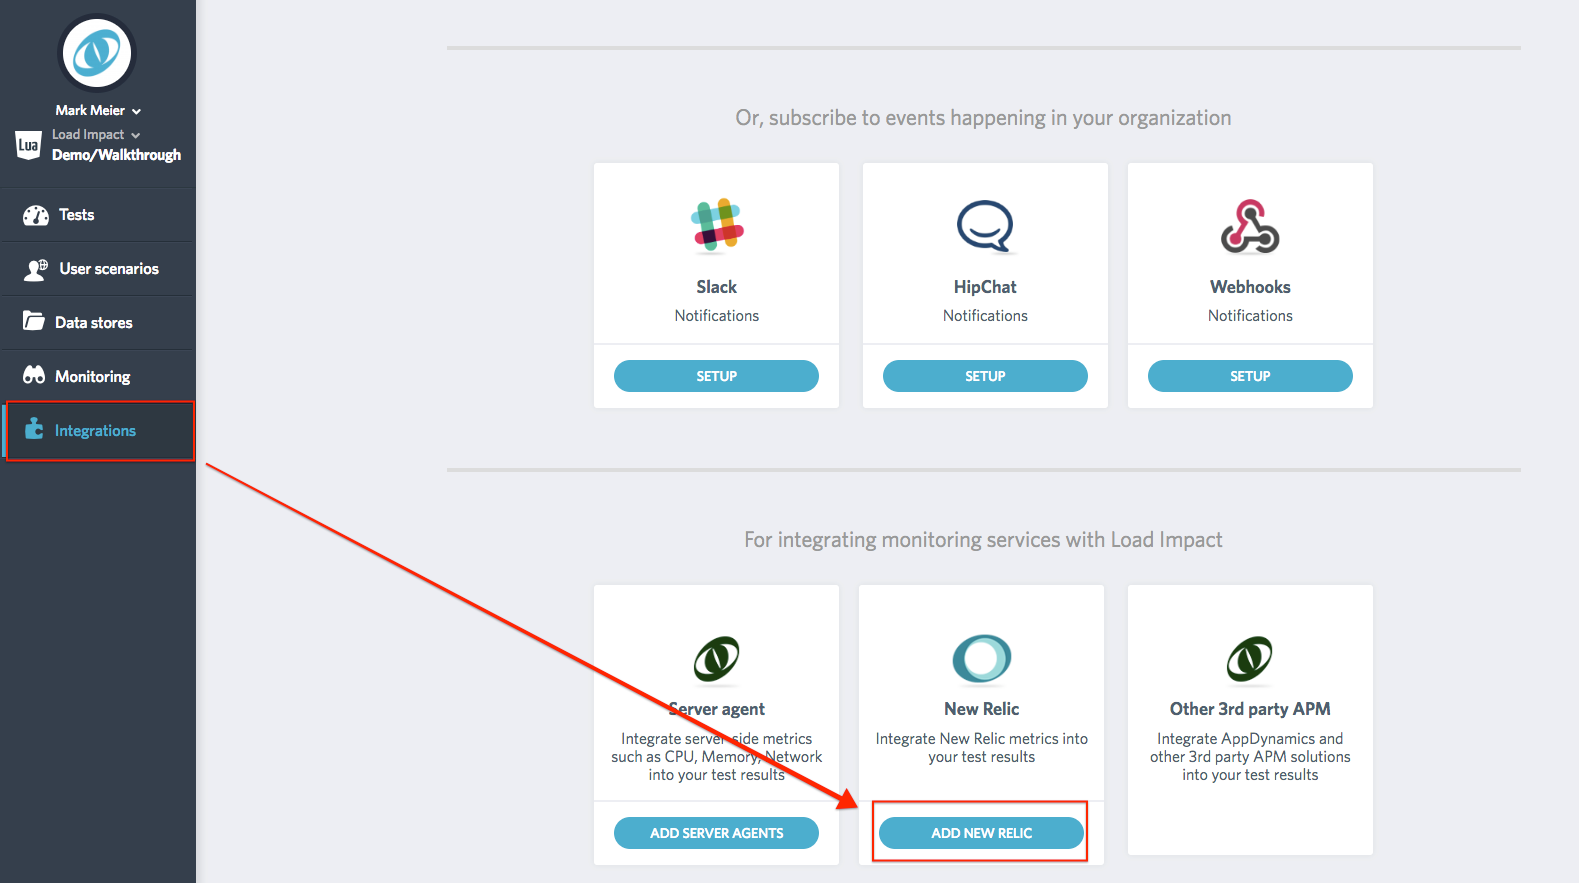 Mark Meier
Load Impact
Lua
Demo/Walkthrough
Tests
User scenarios
Data stores
Monitoring
Integrations
Or, subscribe to events happening in your organization
Slack
Notifications
SETUP
HipChat
Notifications
SETUP
Webhooks
Notifications
SETUP
For integrating monitoring services with Load Impact
Server agent
Integrate server-side metrics
such as CPU, Memory, Network
into your test results
ADD SERVER AGENTS
New Relic
Integrate New Relic metrics into
your test results
ADD NEW RELIC
Other 3rd party APM
Integrate AppDynamics and
other 3rd party APM solutions
into your test results